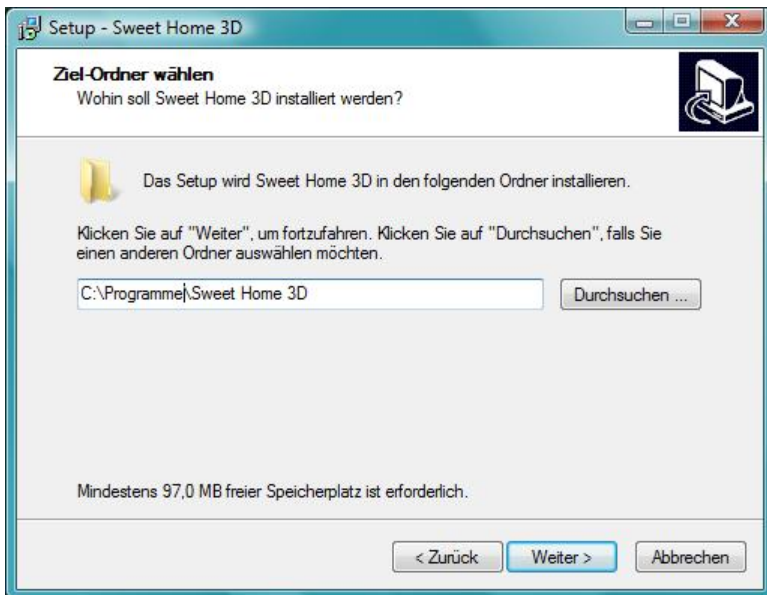 Setup - Sweet Home 3D
Ziel-Ordner wählen
Wohin soll Sweet Home 3D installiert werden?
Das Setup wird Sweet Home 3D in den folgenden Ordner installieren.
Klicken Sie auf "Weiter", um fortzufahren. Klicken Sie auf "Durchsuchen", falls Sie
einen anderen Ordner auswählen möchten.
C:\Programme\Sweet Home 3D
Durchsuchen ...
Mindestens 97,0 MB freier Speicherplatz ist erforderlich.
< Zurück
Weiter >
Abbrechen